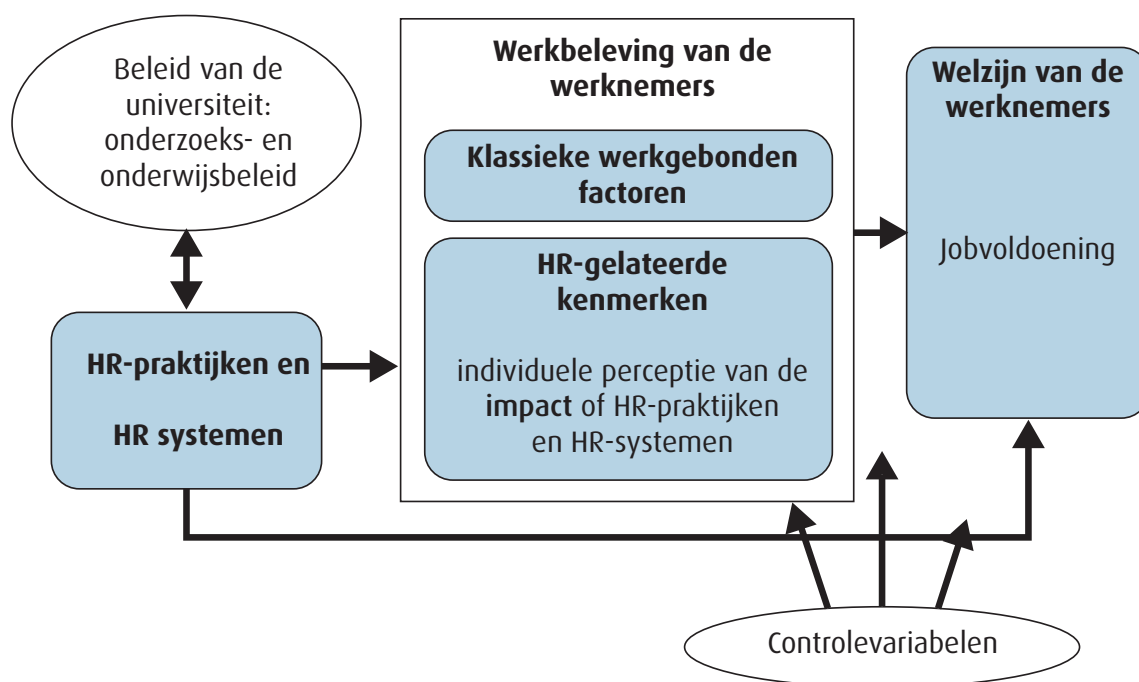 Beleid van de
universiteit:
onderzoeks- en
onderwijsbeleid
HR-praktijken en
HR systemen
Werkbeleving van de
werknemers
Klassieke werkgebonden
factoren
HR-gelateerde
kenmerken
individuele perceptie van de
impact of HR-praktijken
en HR-systemen
Welzijn van de
werknemers
Jobvoldoening
Controlevariabelen